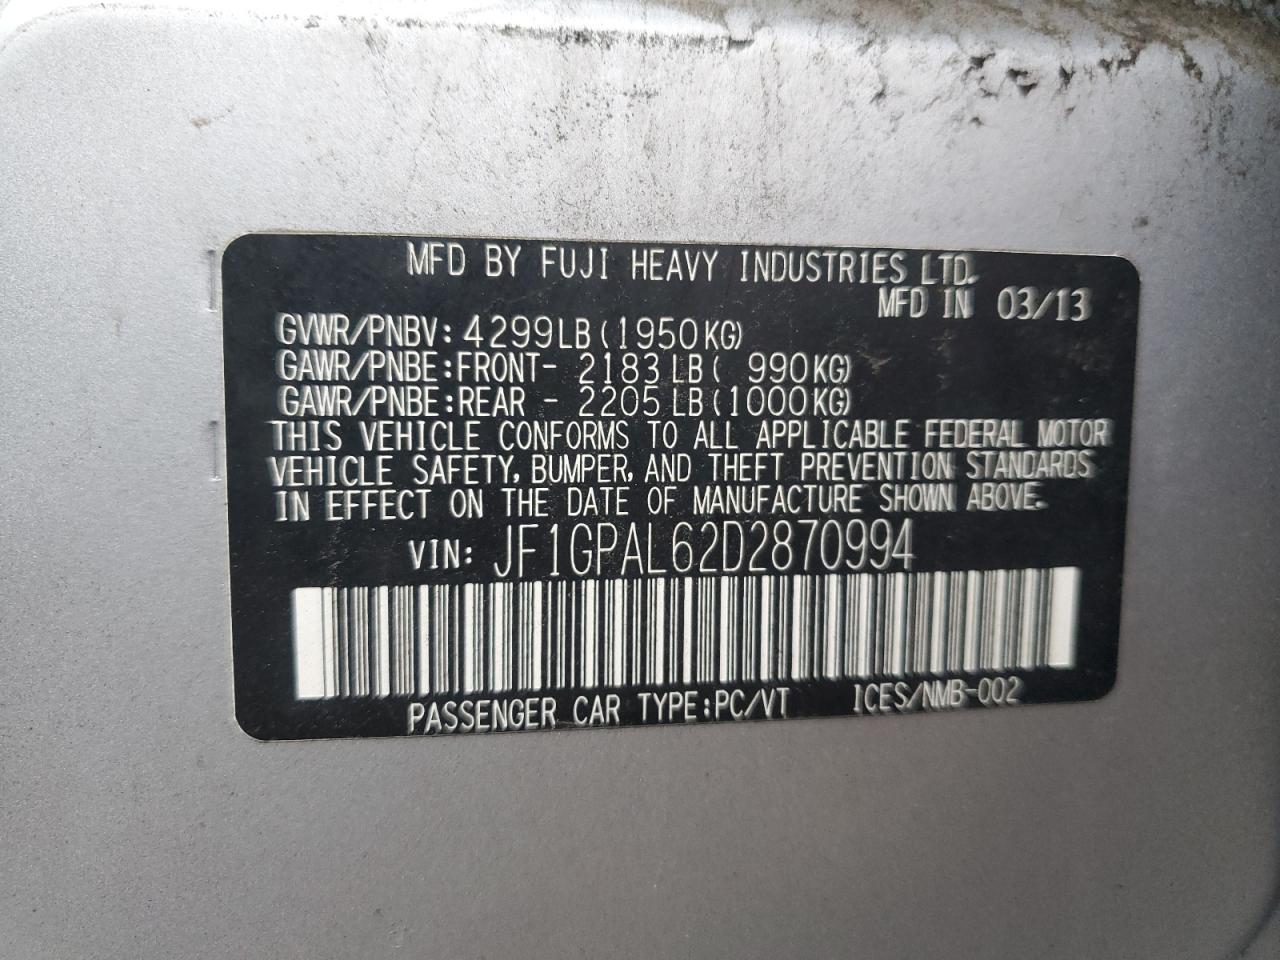 MFD BY FUJI HEAVY INDUSTRIES LTD.
MFD IN 03/13
GVWR/PNBV: 4299LB(1950KG)
GAWR/PNBE:FRONT- 2183LB( 990KG)
GAWR/PNBE:REAR - 2205LB(1000KG)
THIS VEHICLE CONFORMS TO ALL APPLICABLE FEDERAL MOTOR
VEHICLE SAFETY, BUMPER, AND THEFT PREVENTION STANDARDS
IN EFFECT ON THE DATE OF MANUFACTURE SHOWN ABOVE.
VIN: JF1GPAL62D2870994
PASSENGER CAR TYPE:PC/VT ICES/NMB-002